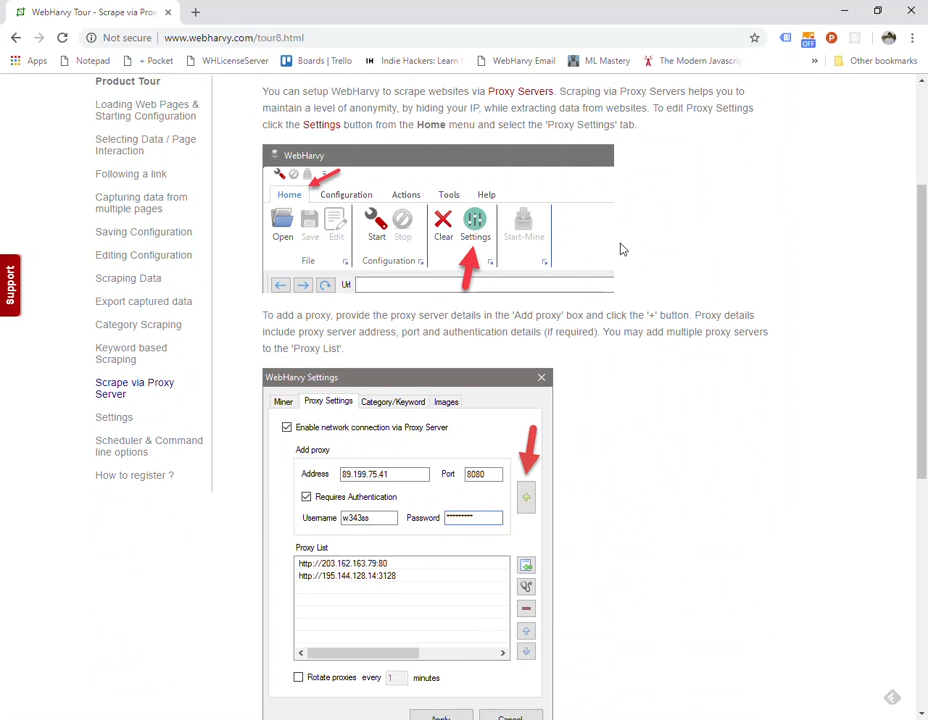 WebHarvy Tour - Scrape via Proxy
Not secure | www.webharvy.com/tour8.html
Apps Notepad + Pocket WHLicenseServer Boards | Trello Indie Hackers: Learn WebHarvy Email ML Mastery The Modern Javascrip » Other bookmarks
OFF
Support
Product Tour
Loading Web Pages &
Starting Configuration
Selecting Data / Page
Interaction
Following a link
Capturing data from
multiple pages
Saving Configuration
Editing Configuration
Scraping Data
Export captured data
Category Scraping
Keyword based
Scraping
Scrape via Proxy
Server
Settings
Scheduler & Command
line options
How to register ?
You can setup WebHarvy to scrape websites via Proxy Servers. Scraping via Proxy Servers helps you to
maintain a level of anonymity, by hiding your IP, while extracting data from websites. To edit Proxy Settings
click the Settings button from the Home menu and select the 'Proxy Settings' tab.
WebHarvy
Home Configuration Actions Tools Help
Open Save Edit Start Stop Clear Settings Start-Mine
File Configuration
Url
To add a proxy, provide the proxy server details in the 'Add proxy' box and click the '+' button. Proxy details
include proxy server address, port and authentication details (if required). You may add multiple proxy servers
to the 'Proxy List'.
WebHarvy Settings
Miner Proxy Settings Category/Keyword Images
Enable network connection via Proxy Server
Add proxy
Address 89.199.75.41 Port 8080
Requires Authentication
Username w343ss Password *********
Proxy List
http://203.162.163.79:80
http://195.144.128.14:3128
Rotate proxies every 1 minutes
Apply Cancel